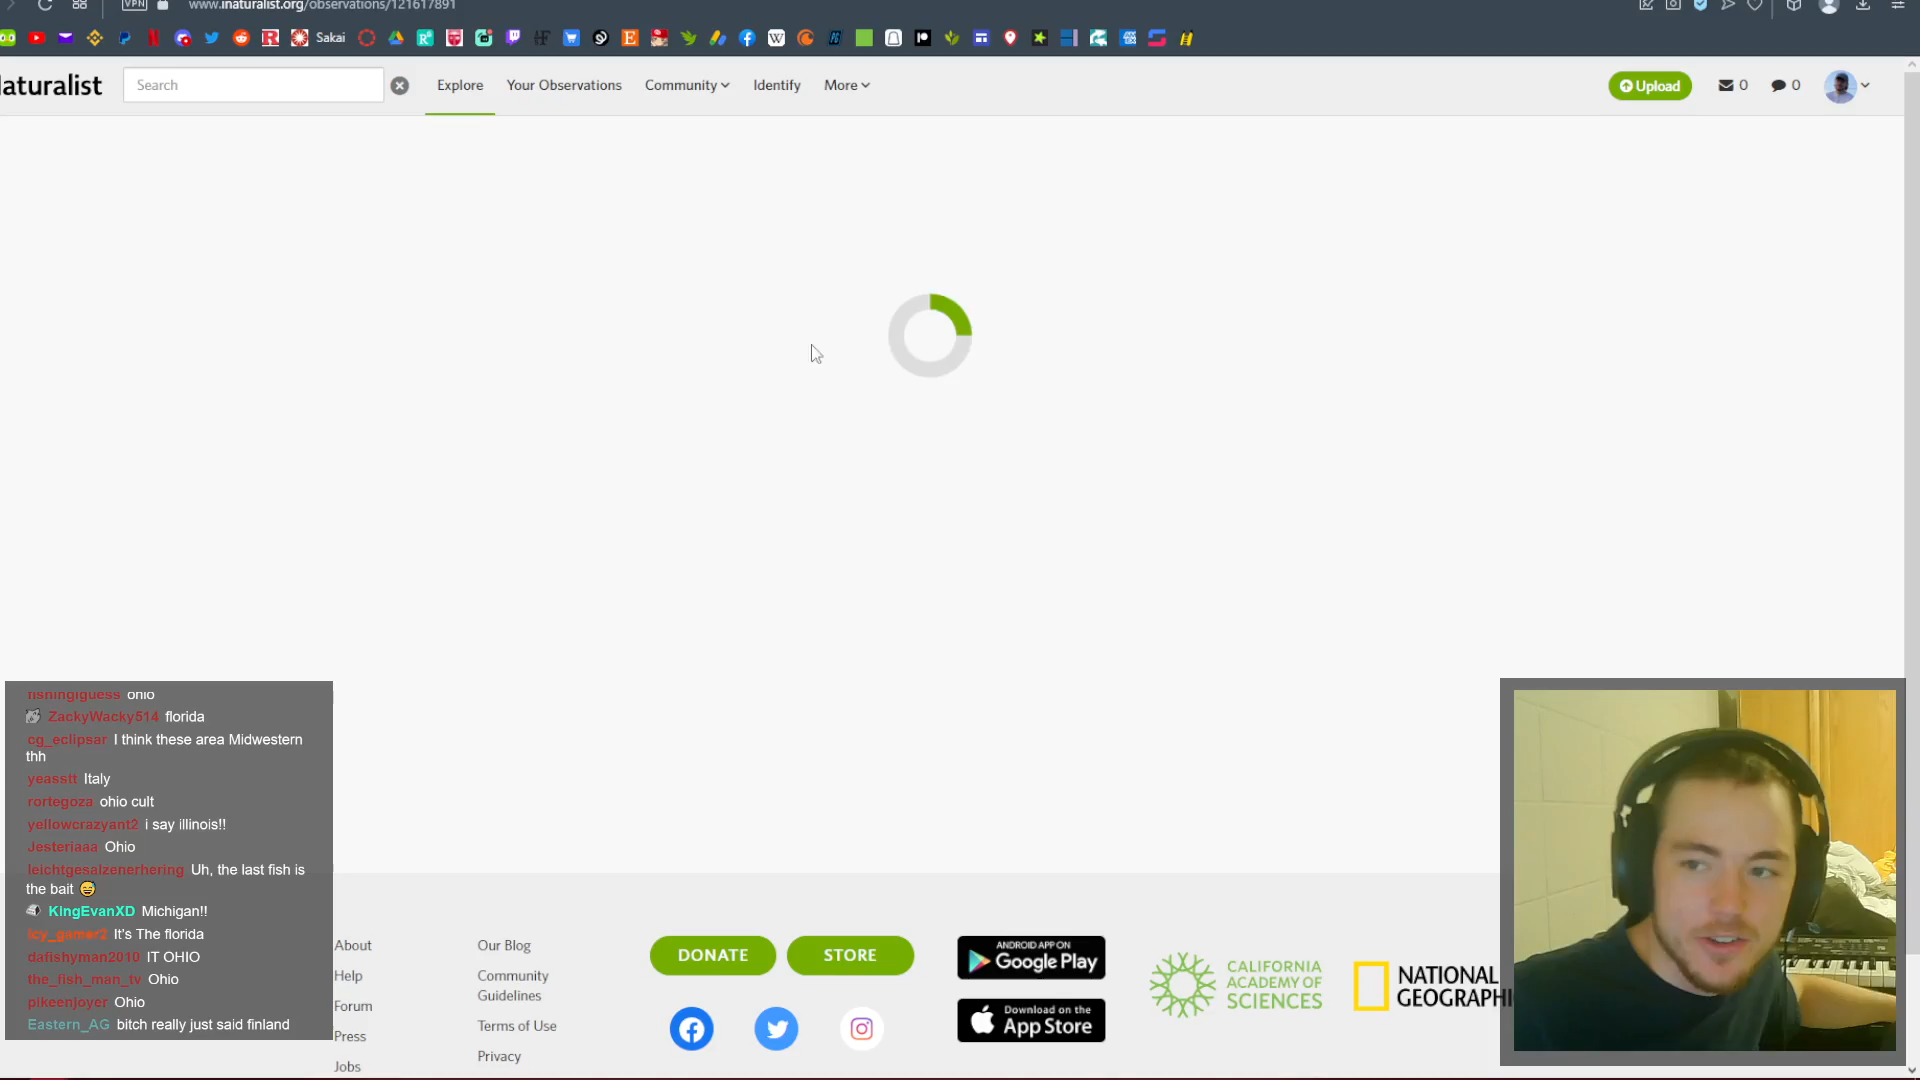 VPN
www.inaturalist.org/observations/121617891
Sakai
aturalist
Search
Explore
Your Observations
Community
Identify
More
Upload
0
0
fishingiguess ohio
ZackyWacky514 florida
cg_eclipsar I think these area Midwestern
thh
yeasstt Italy
rortegoza ohio cult
yellowcrazyant2 i say illinois!!
Jesteriaaa Ohio
leichtgesalzenerhering Uh, the last fish is
the bait 😅
KingEvanXD Michigan!!
icy_gamer2 It's The florida
dafishyman2010 IT OHIO
the_fish_man_tv Ohio
pikeenjoyer Ohio
Eastern_AG bitch really just said finland
About
Help
Forum
Press
Jobs
Our Blog
Community
Guidelines
Terms of Use
Privacy
DONATE
STORE
ANDROID APP ON
Google Play
Download on the
App Store
CALIFORNIA
ACADEMY OF
SCIENCES
NATIONAL
GEOGRAPHI